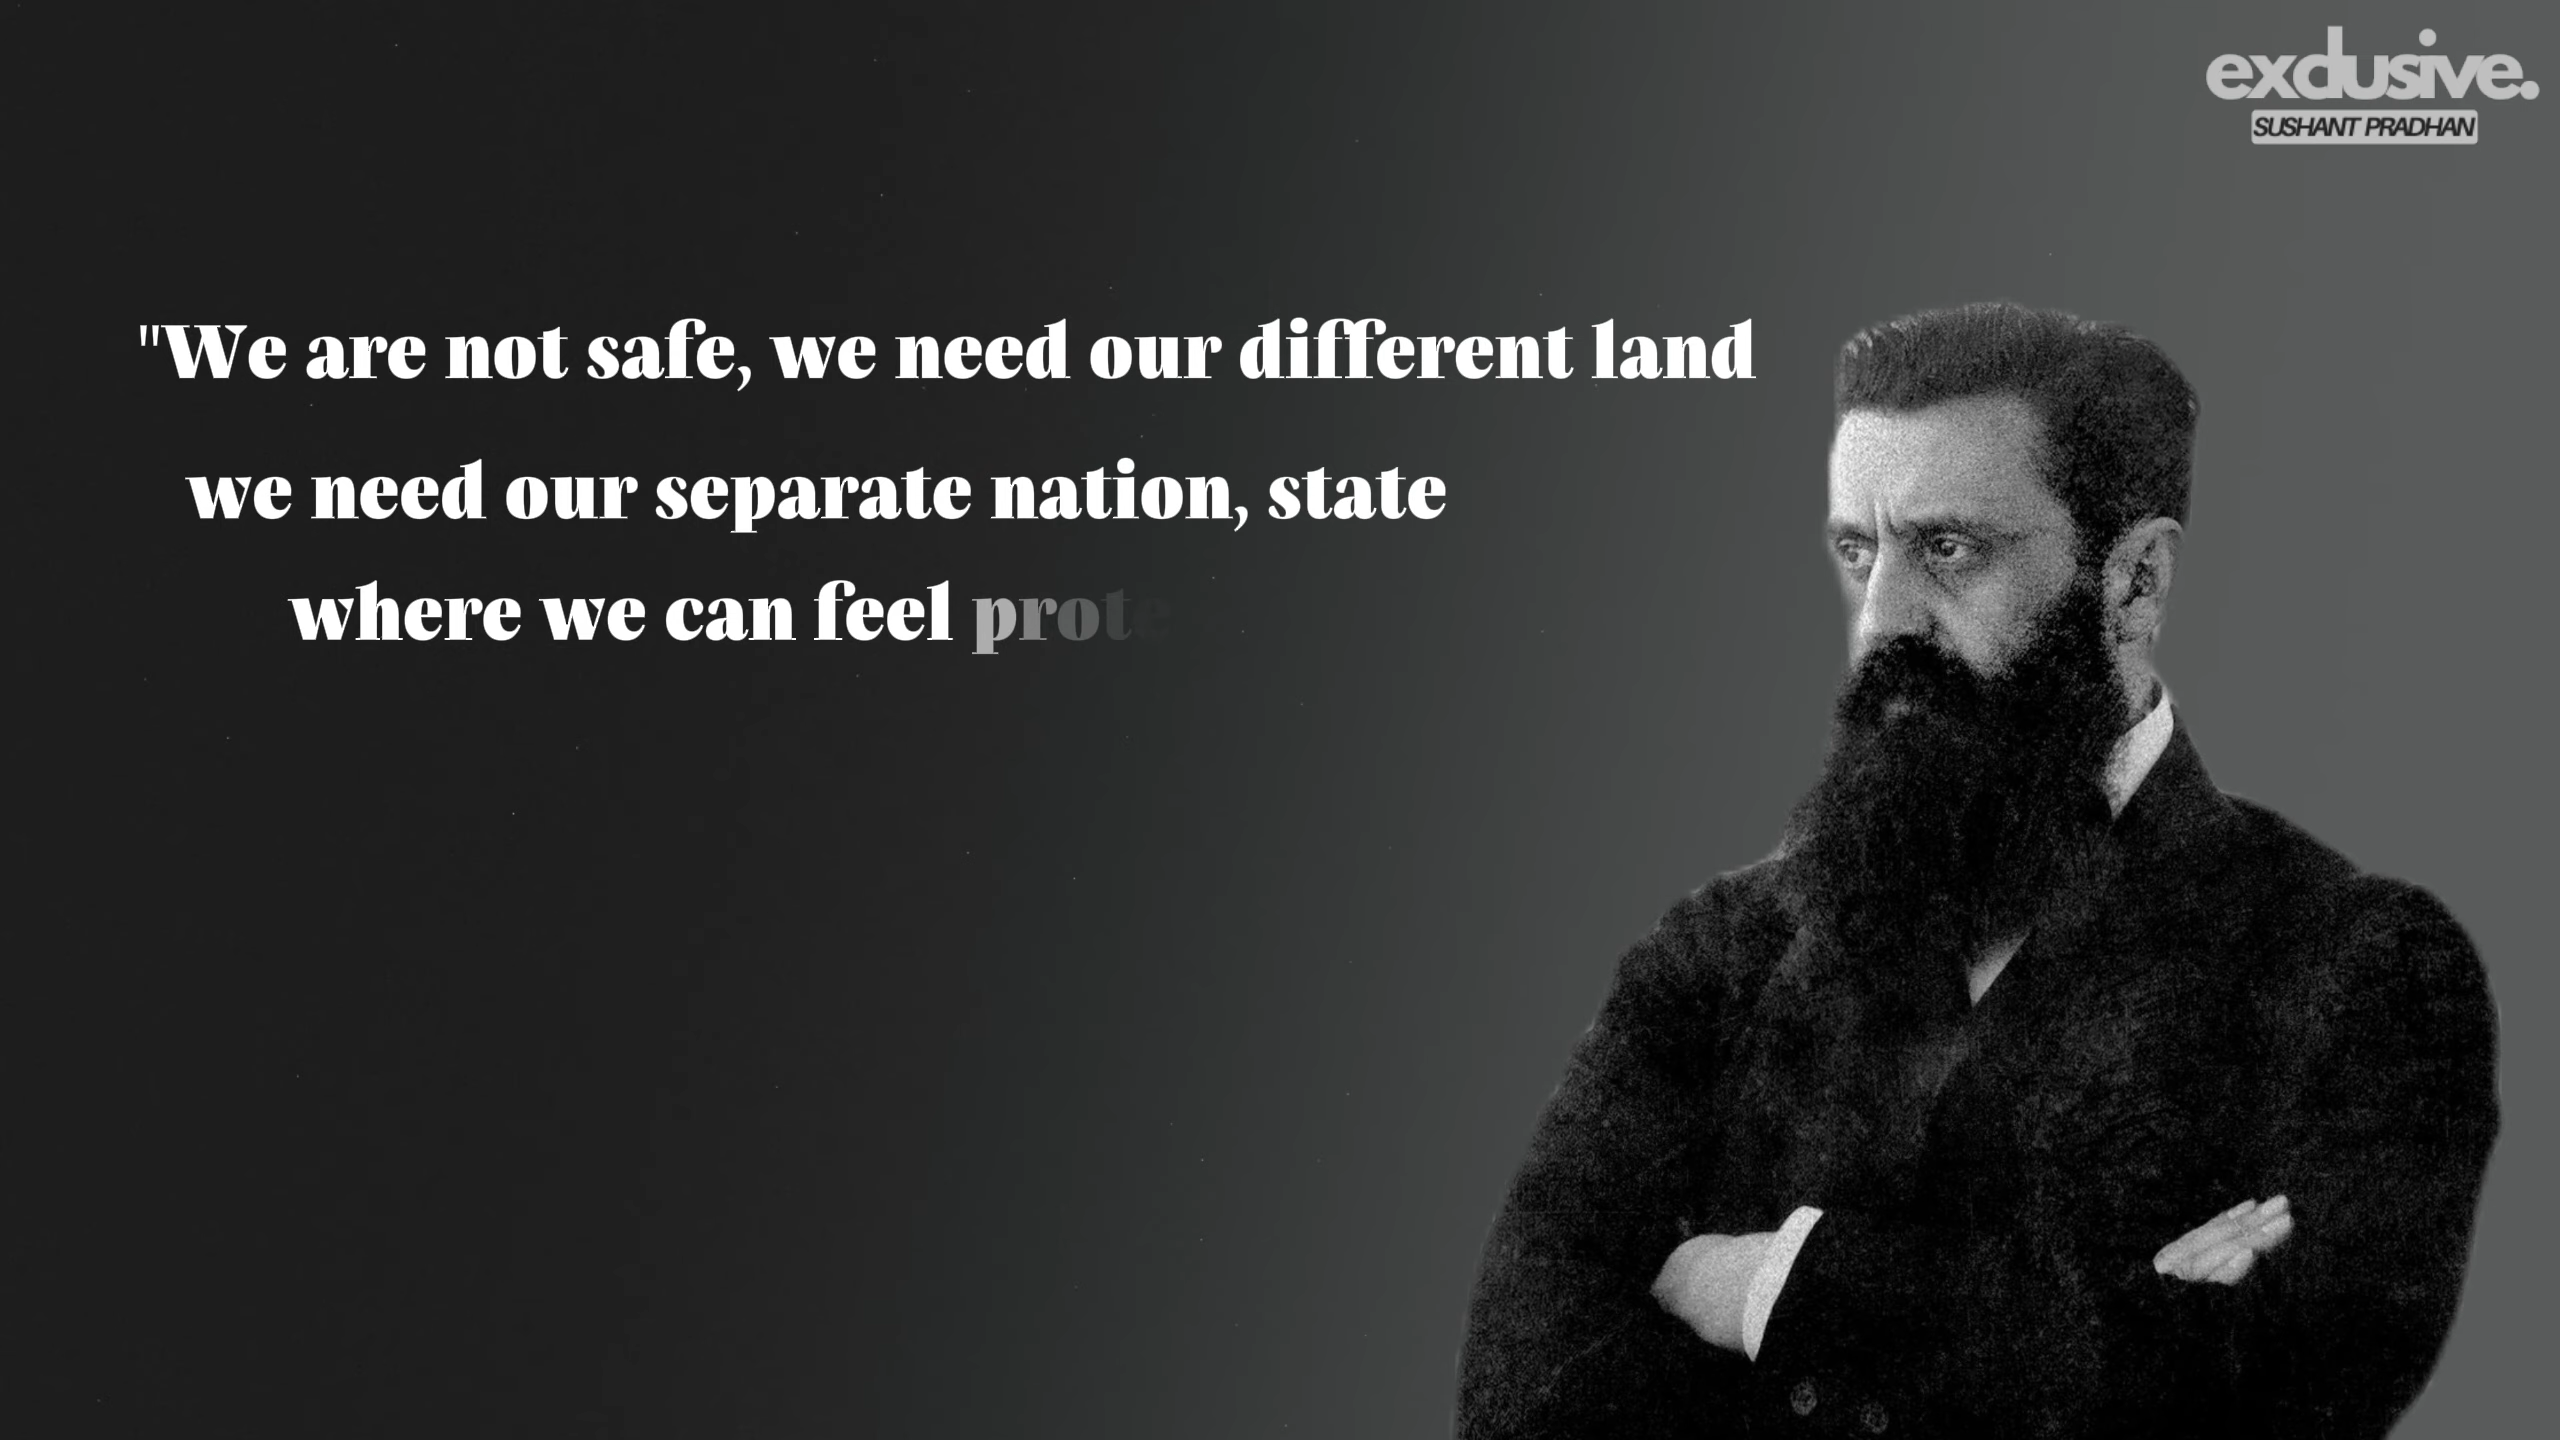 exclusive.
SUSHANT PRADHAN
"We are not safe, we need our different land
we need our separate nation, state
where we can feel prote